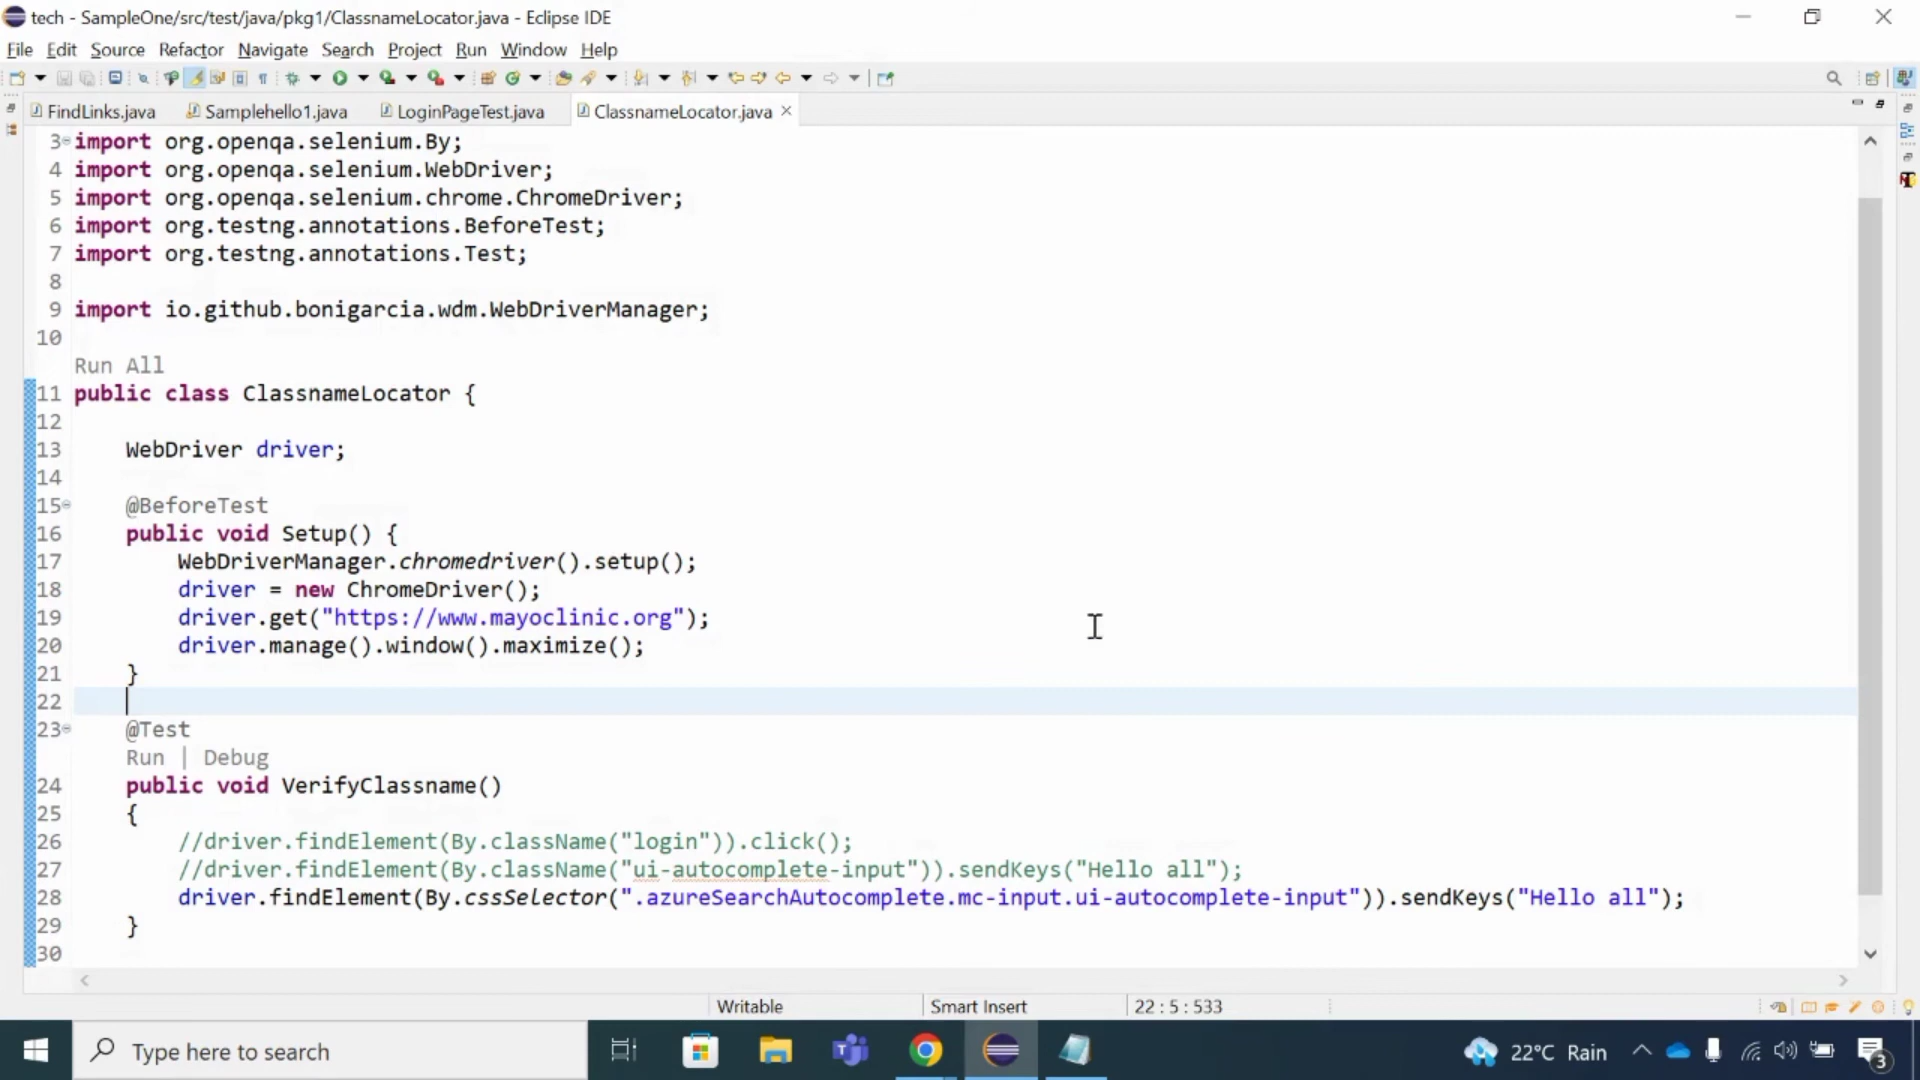 tech - SampleOne/src/test/java/pkg1/ClassnameLocator.java - Eclipse IDE
File Edit Source Refactor Navigate Search Project Run Window Help
FindLinks.java Samplehello1.java LoginPageTest.java ClassnameLocator.java
3 import org.openqa.selenium.By;
4 import org.openqa.selenium.WebDriver;
5 import org.openqa.selenium.chrome.ChromeDriver;
6 import org.testng.annotations.BeforeTest;
7 import org.testng.annotations.Test;
8
9 import io.github.bonigarcia.wdm.WebDriverManager;
10
Run All
11 public class ClassnameLocator {
12
13 WebDriver driver;
14
15 @BeforeTest
16 public void Setup() {
17 WebDriverManager.chromedriver().setup();
18 driver = new ChromeDriver();
19 driver.get("https://www.mayoclinic.org");
20 driver.manage().window().maximize();
21 }
22
23 @Test
Run | Debug
24 public void VerifyClassname()
25 {
26 //driver.findElement(By.className("login")).click();
27 //driver.findElement(By.className("ui-autocomplete-input")).sendKeys("Hello all");
28 driver.findElement(By.cssSelector(".azureSearchAutocomplete.mc-input.ui-autocomplete-input")).sendKeys("Hello all");
29 }
30
Writable Smart Insert 22 : 5 : 533
Type here to search 22°C Rain 3